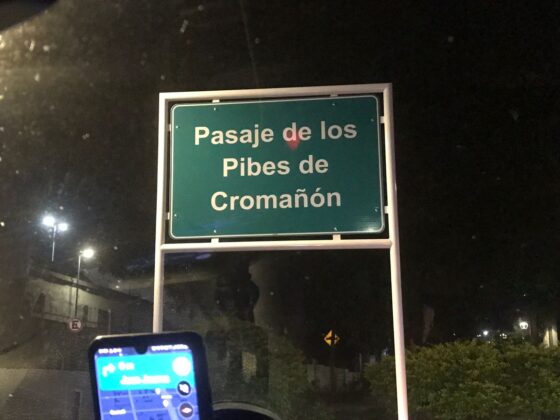 Pasaje de los
Pibes de
Cromañón